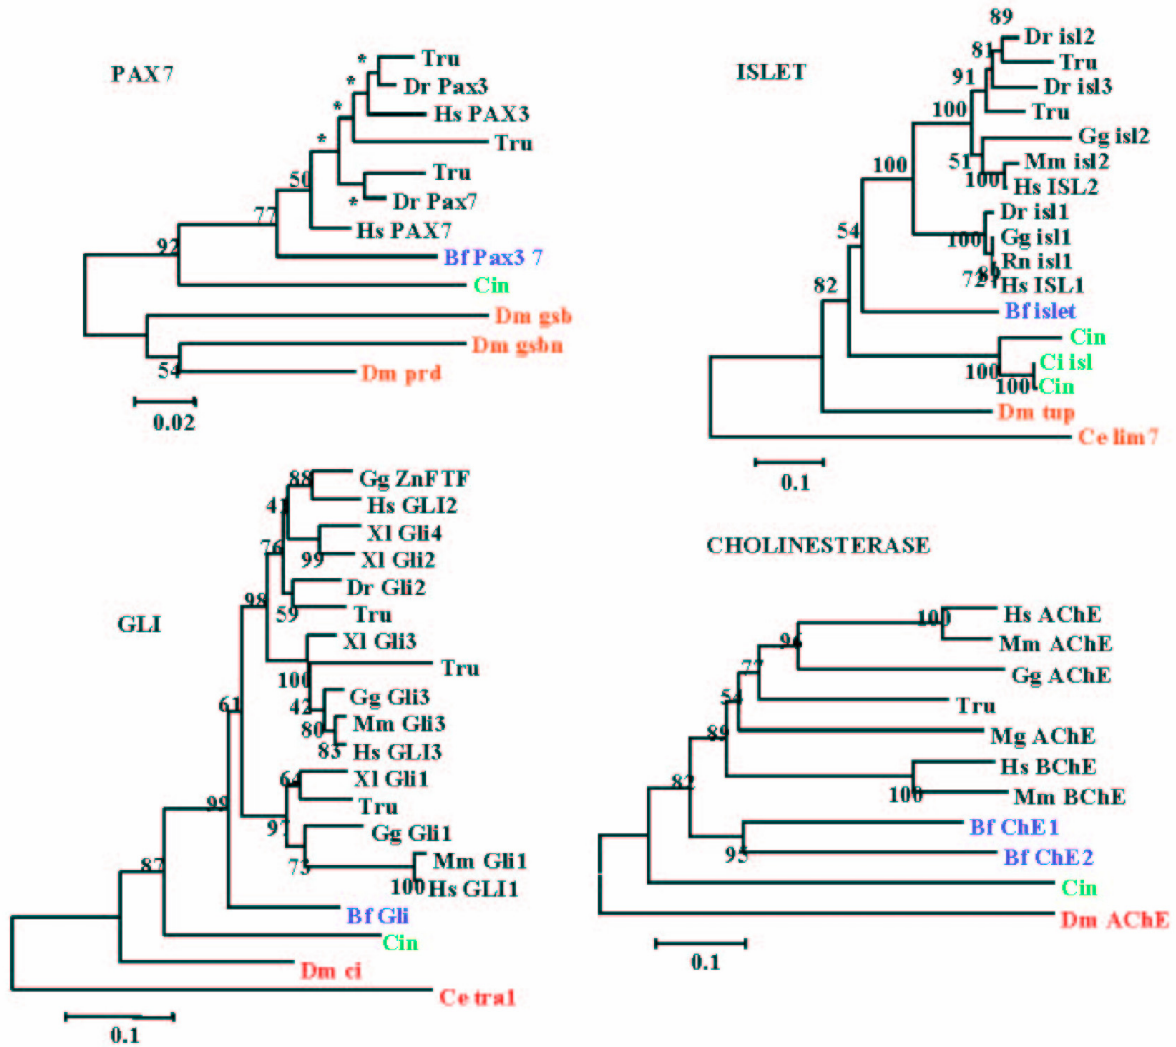 PAX7
*
Tru
*
Dr Pax3
*
Hs PAX3
*
Tru
50
Tru
*
Dr Pax7
77
Hs PAX7
92
Bf Pax3 7
Cin
Dm gsb
Dm gsbn
54
Dm prd
0.02
ISLET
89
Dr isl2
81
Tru
91
Dr isl3
100
Tru
Gg isl2
51
Mm isl2
100
100
Hs ISL2
Dr isl1
54
100
Gg isl1
Rn isl1
72
Hs ISL1
82
Bf islet
Cin
Ci isl
100
100
Cin
Dm tup
Ce lim7
0.1
GLI
88
Gg ZnFTF
41
Hs GLI2
Xl Gli4
76
99
Xl Gli2
Dr Gli2
98
59
Tru
Xl Gli3
Tru
100
Gg Gli3
61
42
80
Mm Gli3
83
Hs GLI3
64
Xl Gli1
99
Tru
97
Gg Gli1
87
73
Mm Gli1
100
Hs GLI1
Bf Gli
Cin
Dm ci
Ce tra1
0.1
CHOLINESTERASE
100
Hs AChE
96
Mm AChE
77
Gg AChE
54
Tru
89
Mg AChE
Hs BChE
82
100
Mm BChE
Bf ChE1
95
Bf ChE2
Cin
Dm AChE
0.1